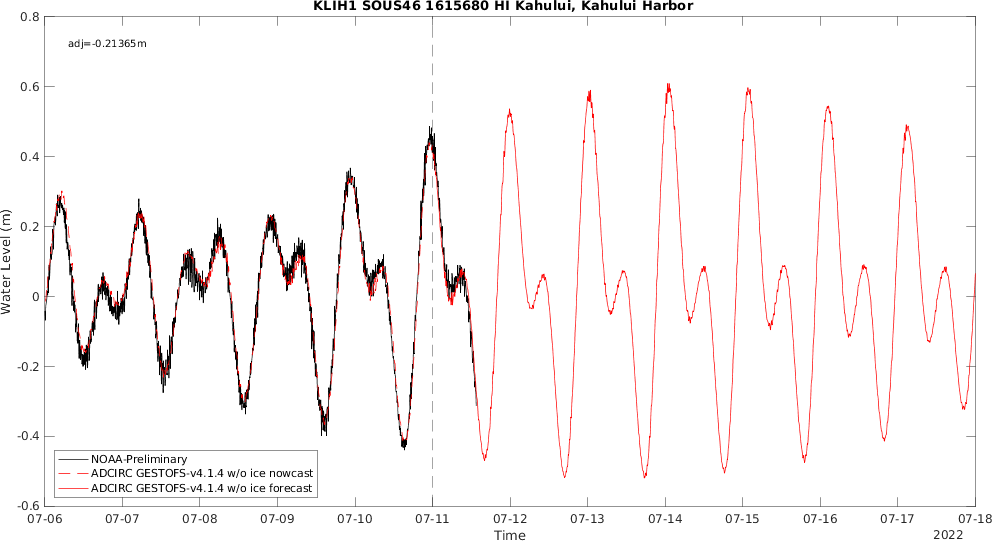 KLIH1 SOUS46 1615680 HI Kahului, Kahului Harbor
adj=-0.21365m
Water Level (m)
0.8
0.6
0.4
0.2
0
-0.2
-0.4
-0.6
NOAA-Preliminary
ADCIRC GESTOFS-v4.1.4 w/o ice nowcast
ADCIRC GESTOFS-v4.1.4 w/o ice forecast
07-06 07-07 07-08 07-09 07-10 07-11 07-12 07-13 07-14 07-15 07-16 07-17 07-18
Time
2022